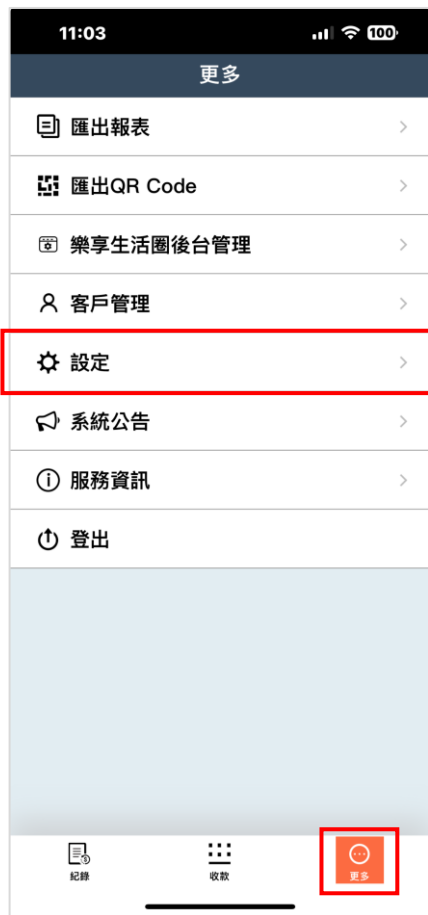 11:03
100
更多
匯出報表
匯出QR Code
樂享生活圈後台管理
客戶管理
設定
系統公告
服務資訊
登出
紀錄
收款
更多